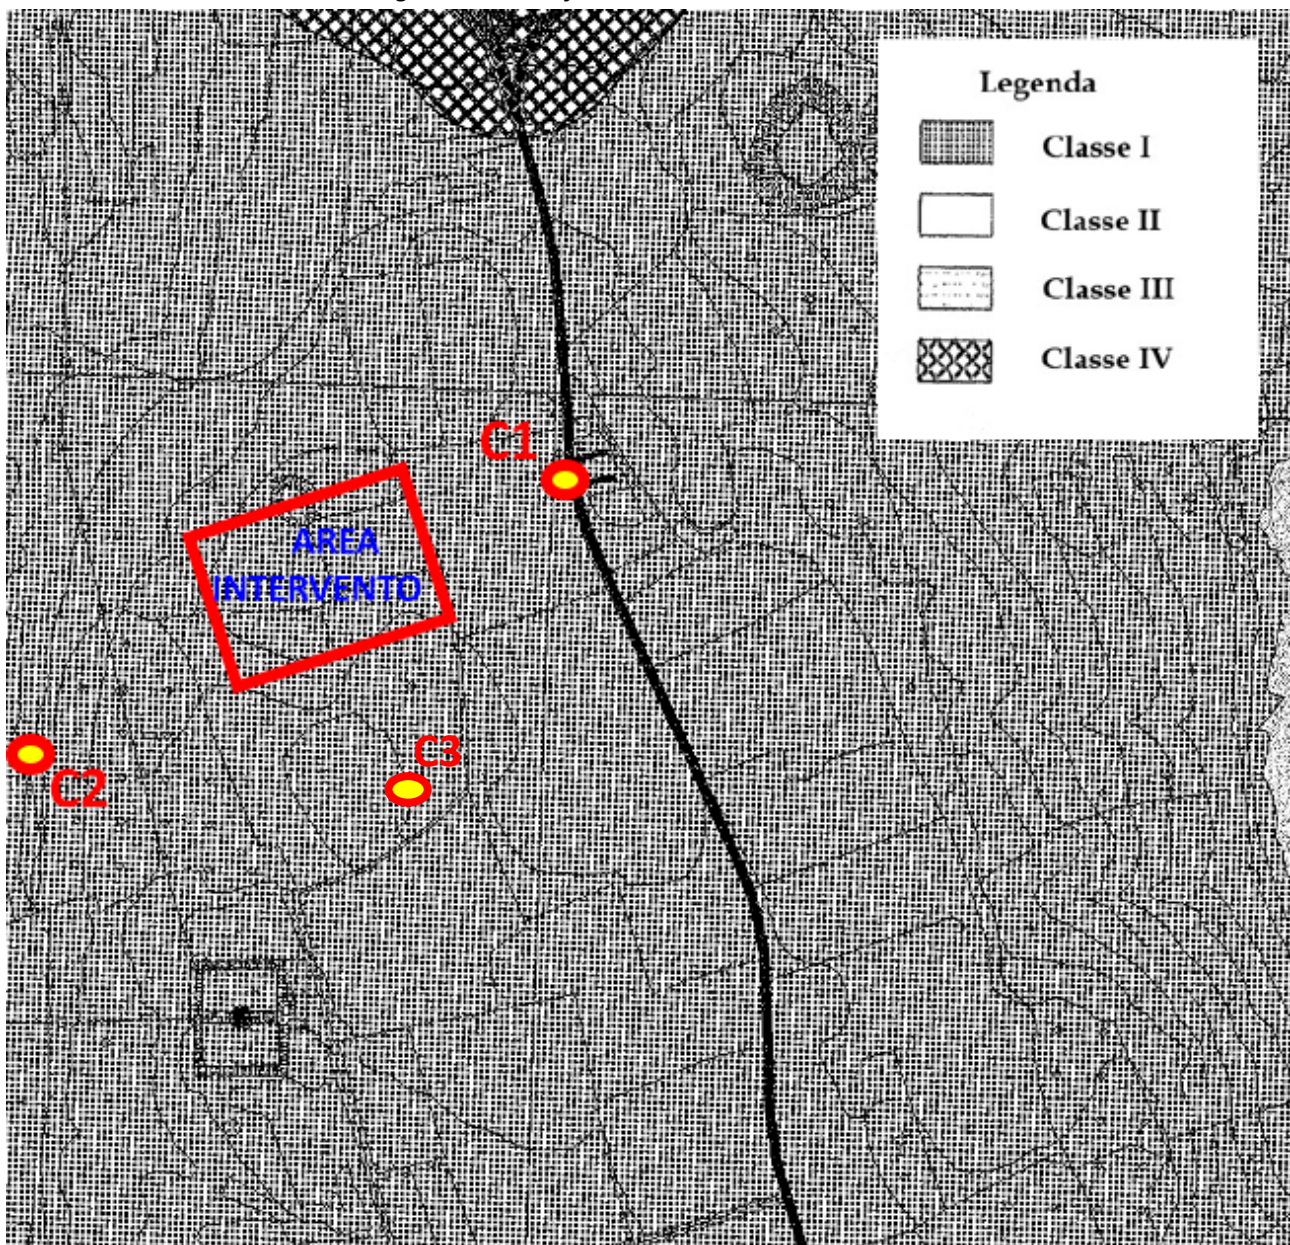 Legenda
Classe I
Classe II
Classe III
Classe IV
C1
AREA
INTERVENTO
C3
C2